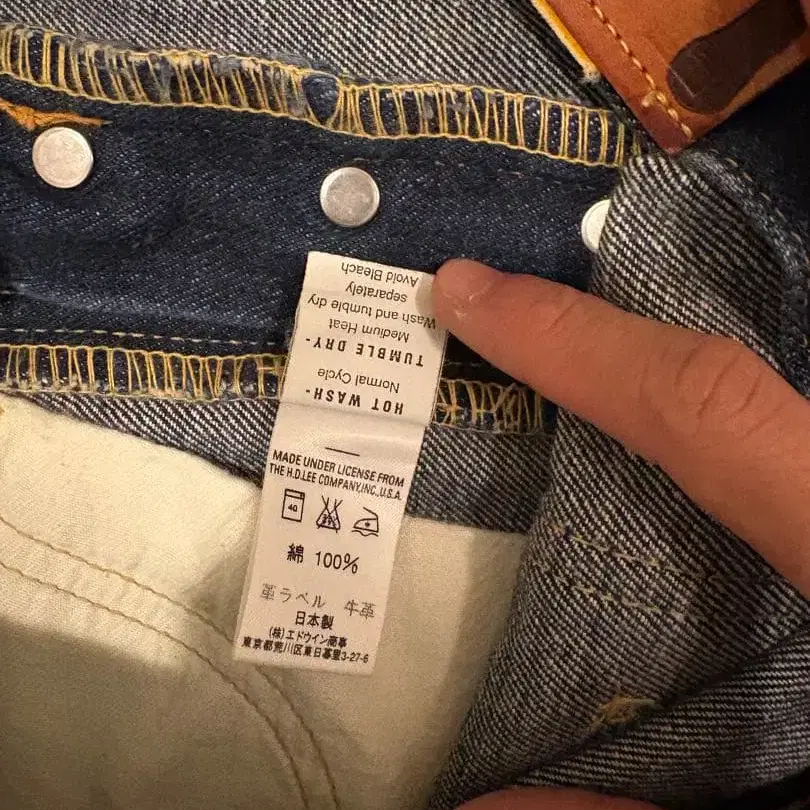 HOT WASH-
Normal Cycle
TUMBLE DRY-
Medium Heat
Wash and tumble dry
separately
Avoid Bleach
MADE UNDER LICENSE FROM
THE H.D.LEE COMPANY,INC.,U.S.A.
40
綿 100%
革ラベル 牛革
日本製
(株)エドウイン商事
東京都荒川区東日暮里3-27-6